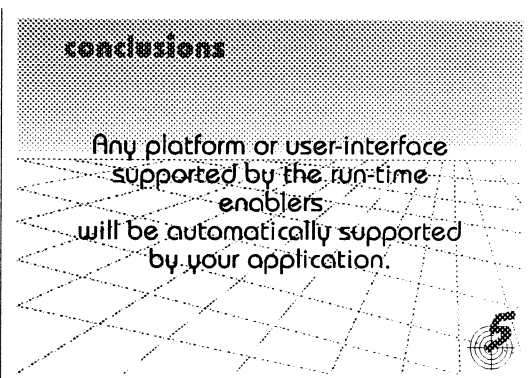 conclusions
Any platform or user-interface
supported by the run-time
enablers
will be automatically supported
by your application.
5